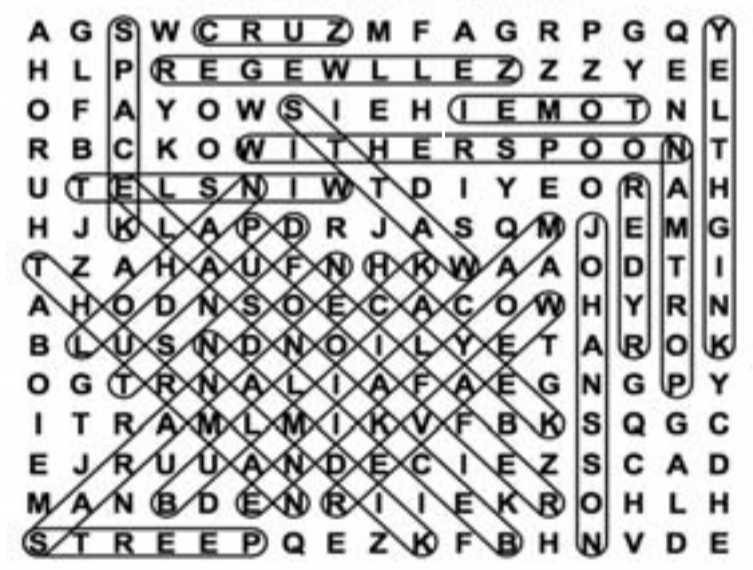 A G S W C R U Z M F A G R P G Q Y
H L P R E G E W L L E Z Z Z Y E E
O F A Y O W S I E H I E M O T N L
R B C K O W I T H E R S P O O N T
U T E L S N I W T D I Y E O R A H
H J K L A P D R J A S Q M J E M G
T Z A H A U F N H K W A A O D T I
A H O D N S O E C A C O W H Y R N
B L U S N D N O I L Y E T A R O K
O G T R N A L I A F A E G N G P Y
I T R A M L M I K V F B K S Q G C
E J R U U A N D E C I E Z S C A D
M A N B D E N R I I E K R O H L H
S T R E E P Q E Z K F B H N V D E